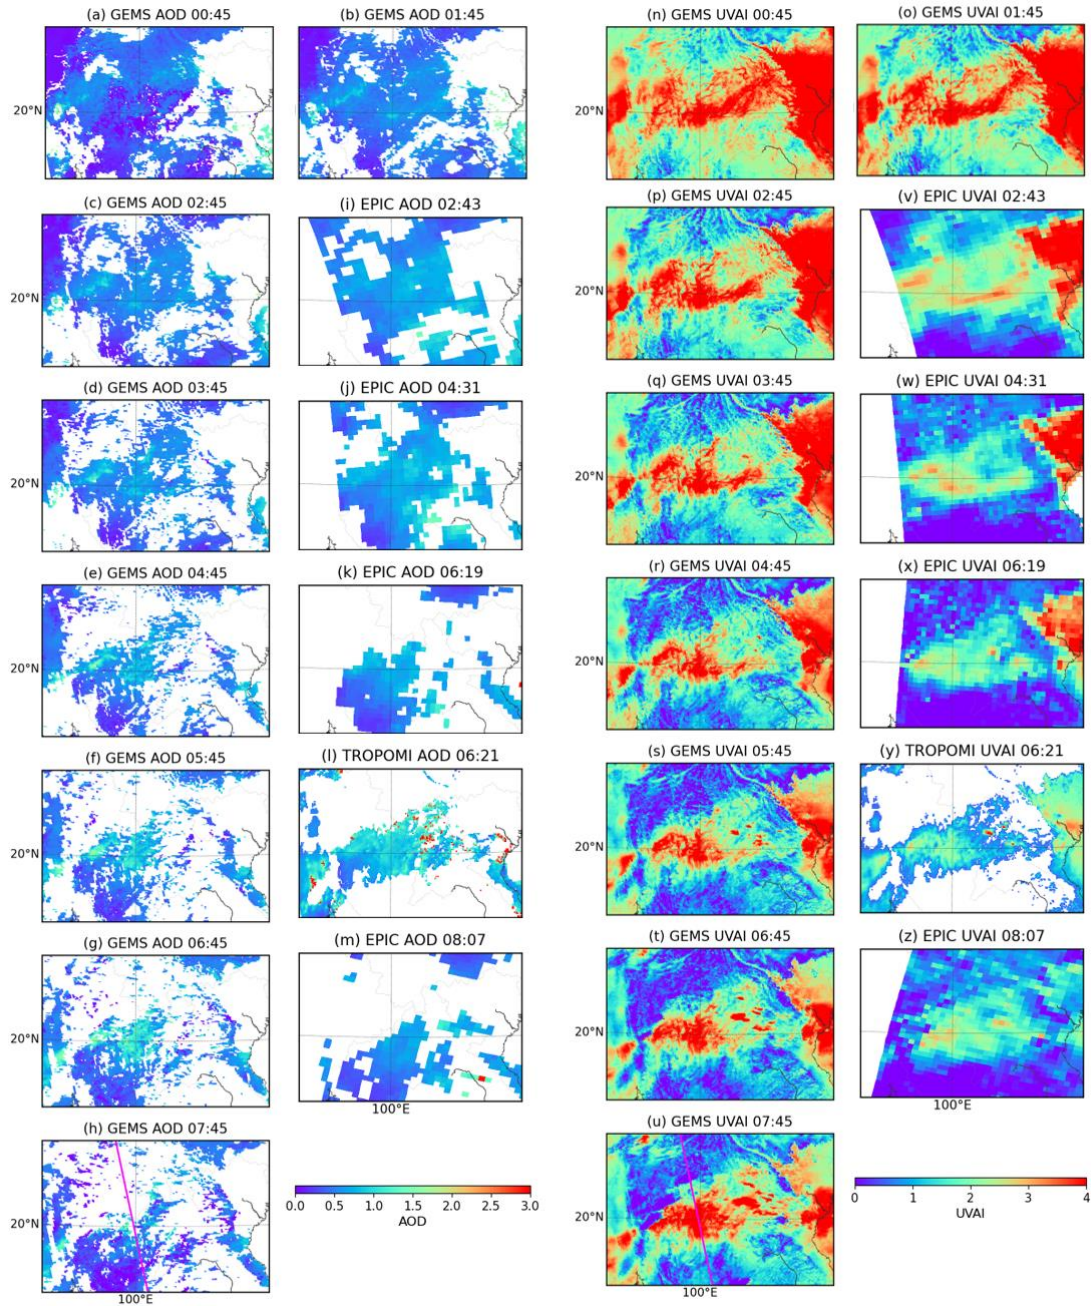 (a) GEMS AOD 00:45
(b) GEMS AOD 01:45
(n) GEMS UVAI 00:45
(o) GEMS UVAI 01:45
20°N
20°N
(c) GEMS AOD 02:45
(i) EPIC AOD 02:43
(p) GEMS UVAI 02:45
(v) EPIC UVAI 02:43
20°N
20°N
(d) GEMS AOD 03:45
(j) EPIC AOD 04:31
(q) GEMS UVAI 03:45
(w) EPIC UVAI 04:31
20°N
20°N
(e) GEMS AOD 04:45
(k) EPIC AOD 06:19
(r) GEMS UVAI 04:45
(x) EPIC UVAI 06:19
20°N
20°N
(f) GEMS AOD 05:45
(l) TROPOMI AOD 06:21
(s) GEMS UVAI 05:45
(y) TROPOMI UVAI 06:21
20°N
20°N
(g) GEMS AOD 06:45
(m) EPIC AOD 08:07
(t) GEMS UVAI 06:45
(z) EPIC UVAI 08:07
20°N
20°N
100°E
100°E
(h) GEMS AOD 07:45
(u) GEMS UVAI 07:45
20°N
20°N
0.0 0.5 1.0 1.5 2.0 2.5 3.0
AOD
0 1 2 3 4
UVAI
100°E
100°E